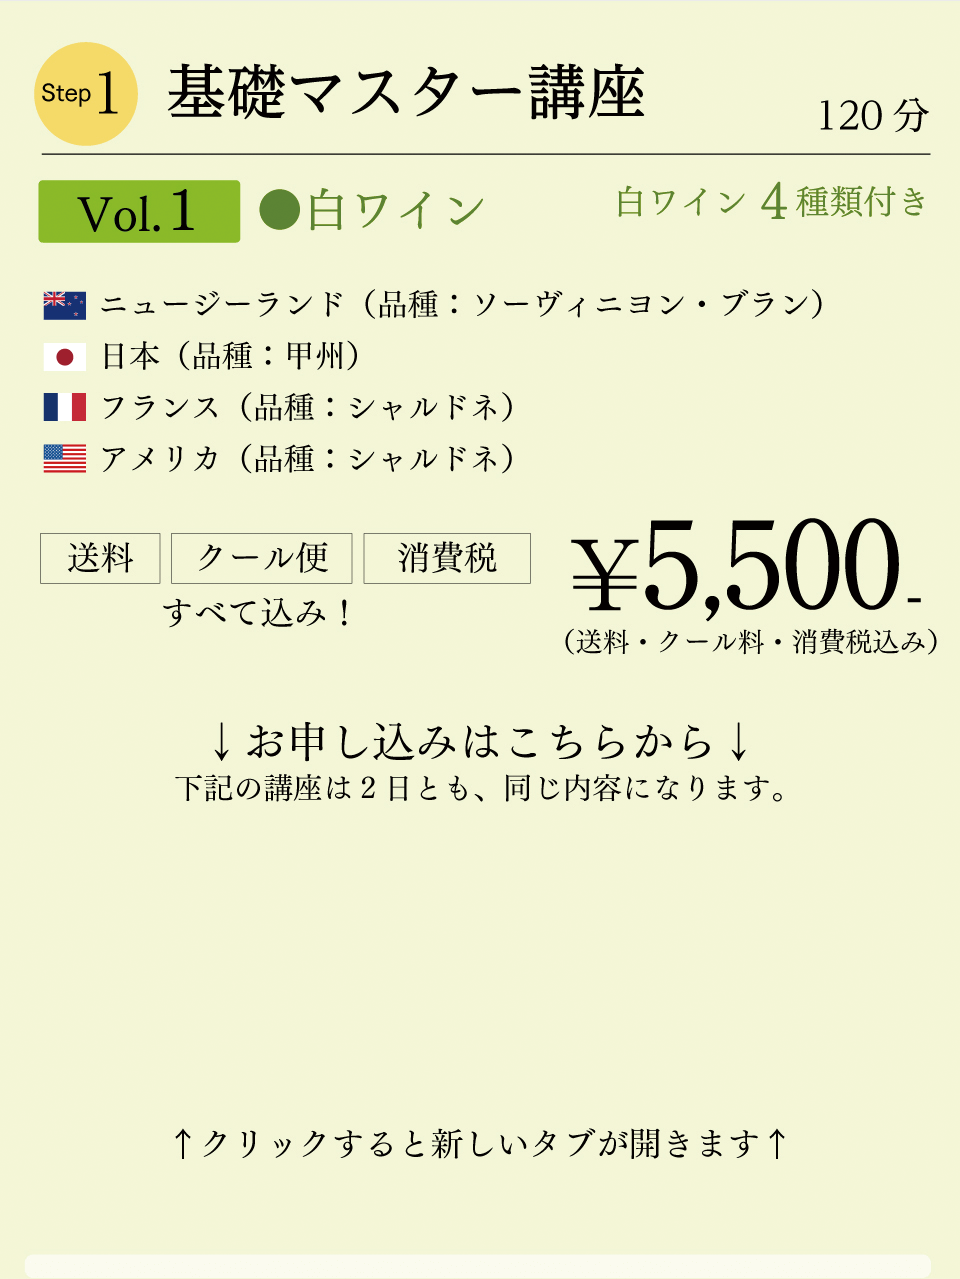 Step 1 基礎マスター講座
120 分
Vol.1 ●白ワイン 白ワイン 4 種類付き
ニュージーランド（品種：ソーヴィニヨン・ブラン）
日本（品種：甲州）
フランス（品種：シャルドネ）
アメリカ（品種：シャルドネ）
送料 クール便 消費税
すべて込み！
¥5,500-
（送料・クール料・消費税込み）
↓お申し込みはこちらから↓
下記の講座は 2 日とも、同じ内容になります。
↑クリックすると新しいタブが開きます↑